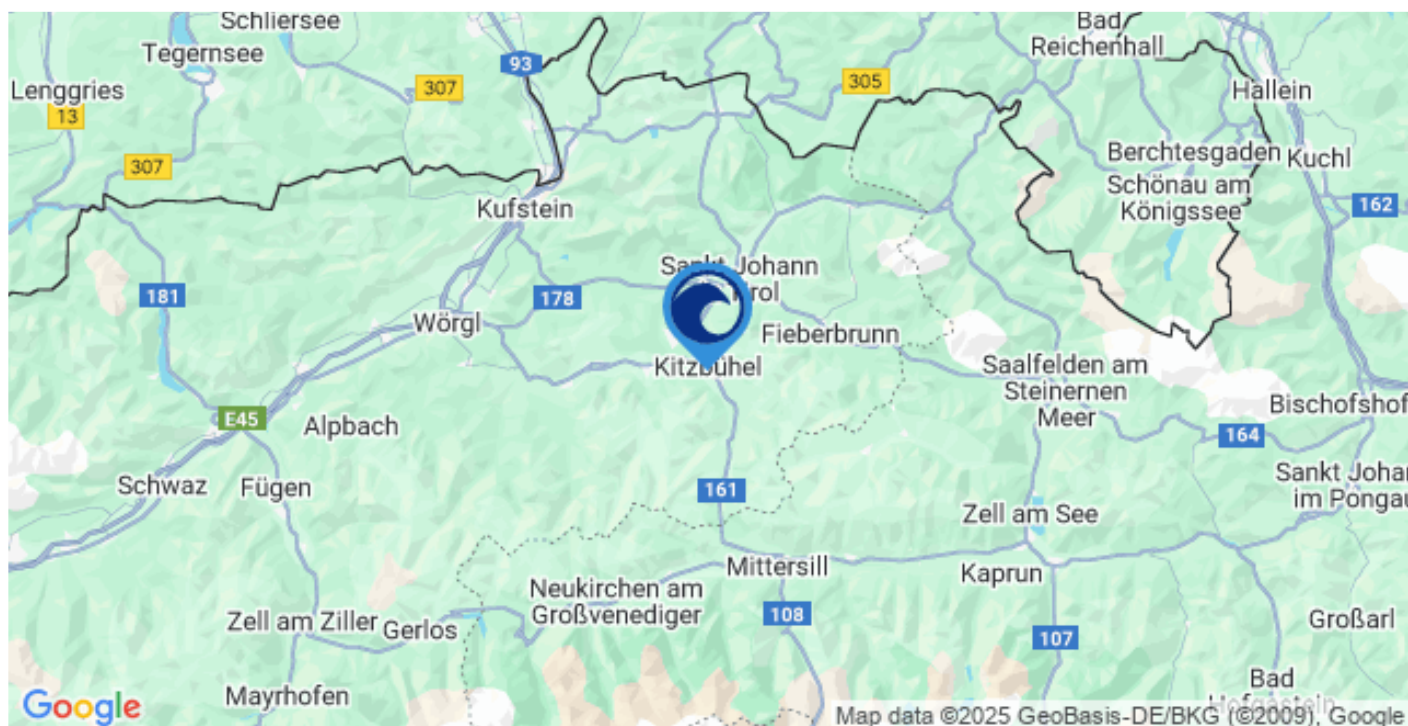 Schliersee
Tegernsee
Lenggries
13
307
307
93
305
Bad
Reichenhall
Hallein
Berchtesgaden
Kuchl
Schönau am
Königssee
162
Kufstein
181
178
Sankt Johann
Wörgl
Fieberbrunn
Kitzbühel
Saalfelden am
Steinernen
Meer
E45
Alpbach
164
Schwaz
Fügen
161
Zell am See
Sankt
im Pongau
Mittersill
Kaprun
Neukirchen am
Großvenediger
108
107
Großarl
Zell am Ziller
Gerlos
Mayrhofen
Bad
Hofgastein
Google
Map data ©2025 GeoBasis-DE/BKG (©2009), Google